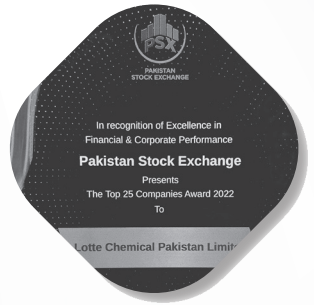 PSX
PAKISTAN
STOCK EXCHANGE
In recognition of Excellence in
Financial & Corporate Performance
Pakistan Stock Exchange
Presents
The Top 25 Companies Award 2022
To
Lotte Chemical Pakistan Limit